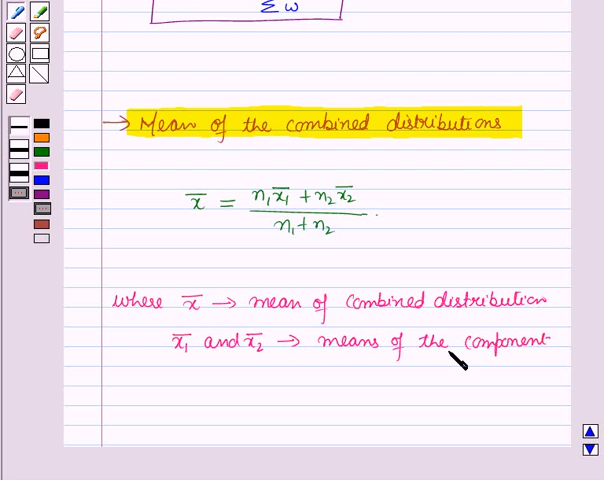 Σω
→ Mean of the combined distributions
x̄ = n₁x̄₁ + n₂x̄₂ / n₁ + n₂ .
where x̄ → mean of combined distribution
x̄₁ and x̄₂ → means of the component